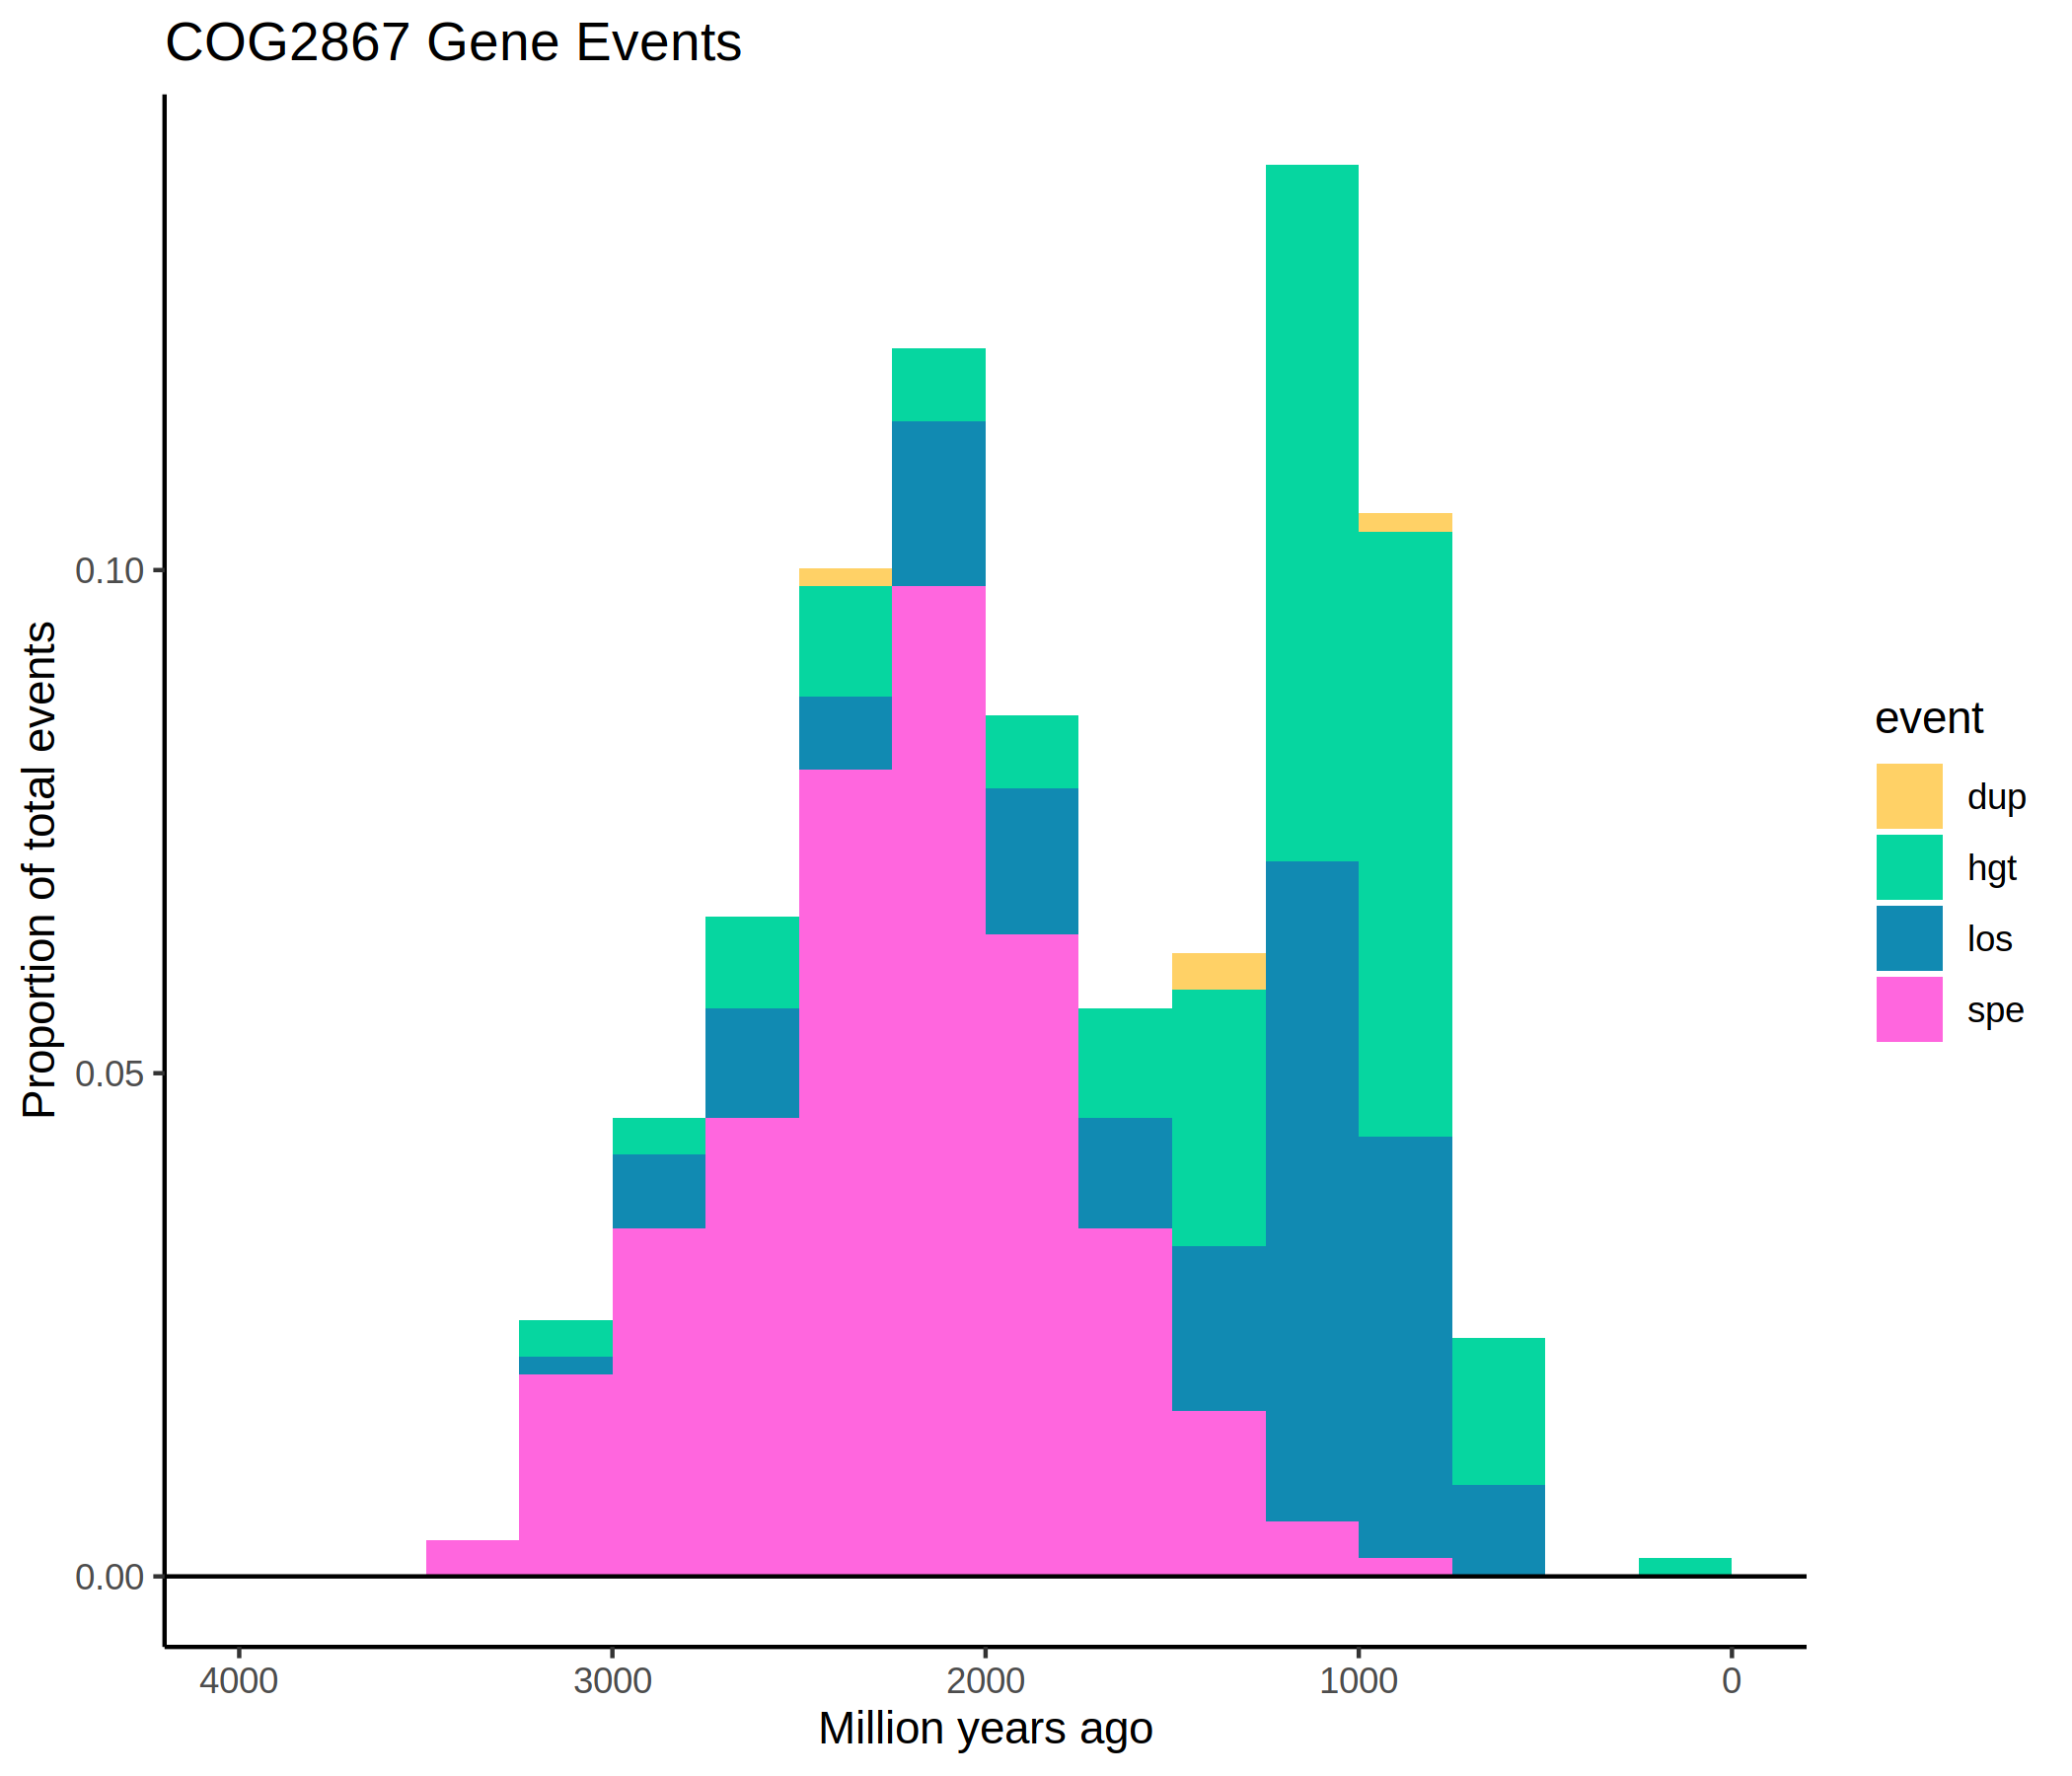 COG2867 Gene Events
Proportion of total events
0.10
0.05
0.00
4000 3000 2000 1000 0
Million years ago
event
dup
hgt
los
spe